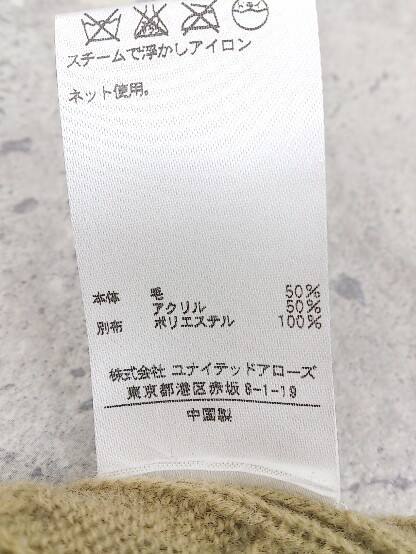 スチームで浮かしアイロン
ネット使用。
本体 毛 50%
アクリル 50%
別布 ポリエステル 100%
株式会社 ユナイテッドアローズ
東京都港区赤坂 8-1-19
中国製